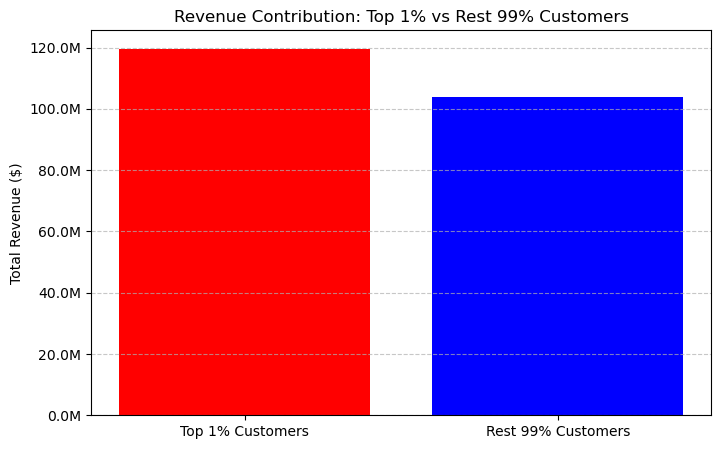 Revenue Contribution: Top 1% vs Rest 99% Customers
Total Revenue ($)
120.0M
100.0M
80.0M
60.0M
40.0M
20.0M
0.0M
Top 1% Customers
Rest 99% Customers